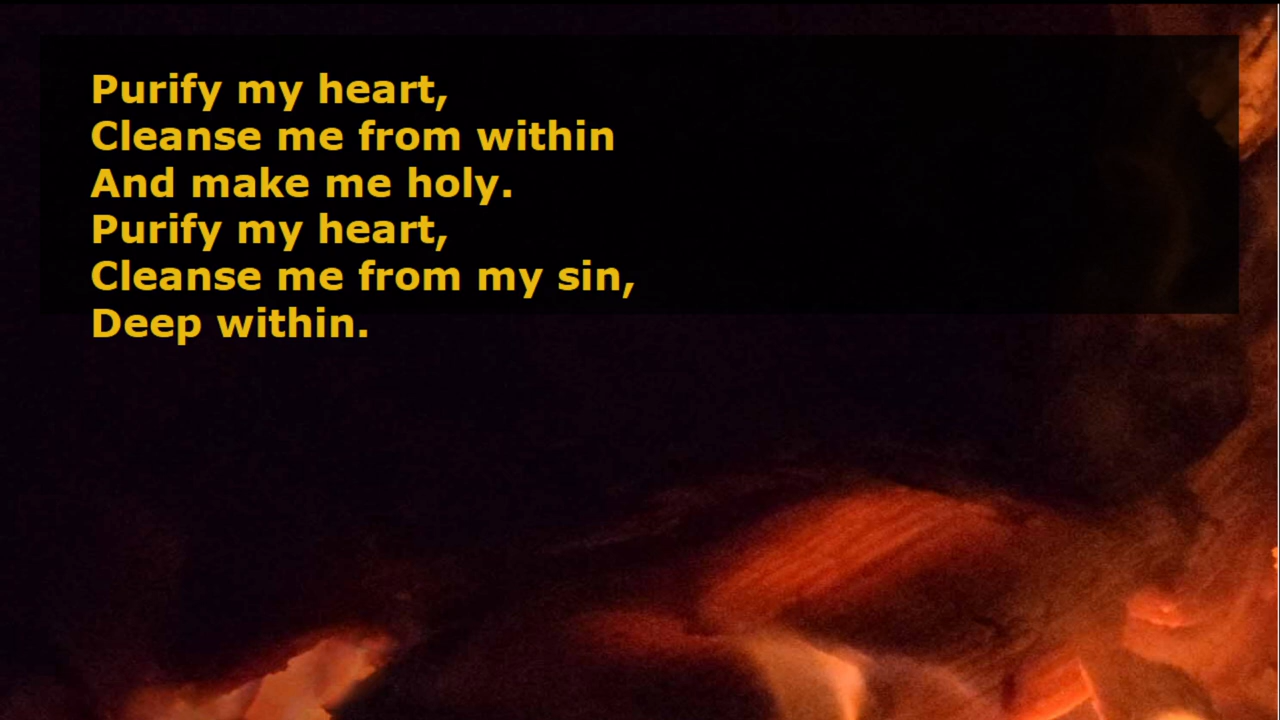 Purify my heart,
Cleanse me from within
And make me holy.
Purify my heart,
Cleanse me from my sin,
Deep within.